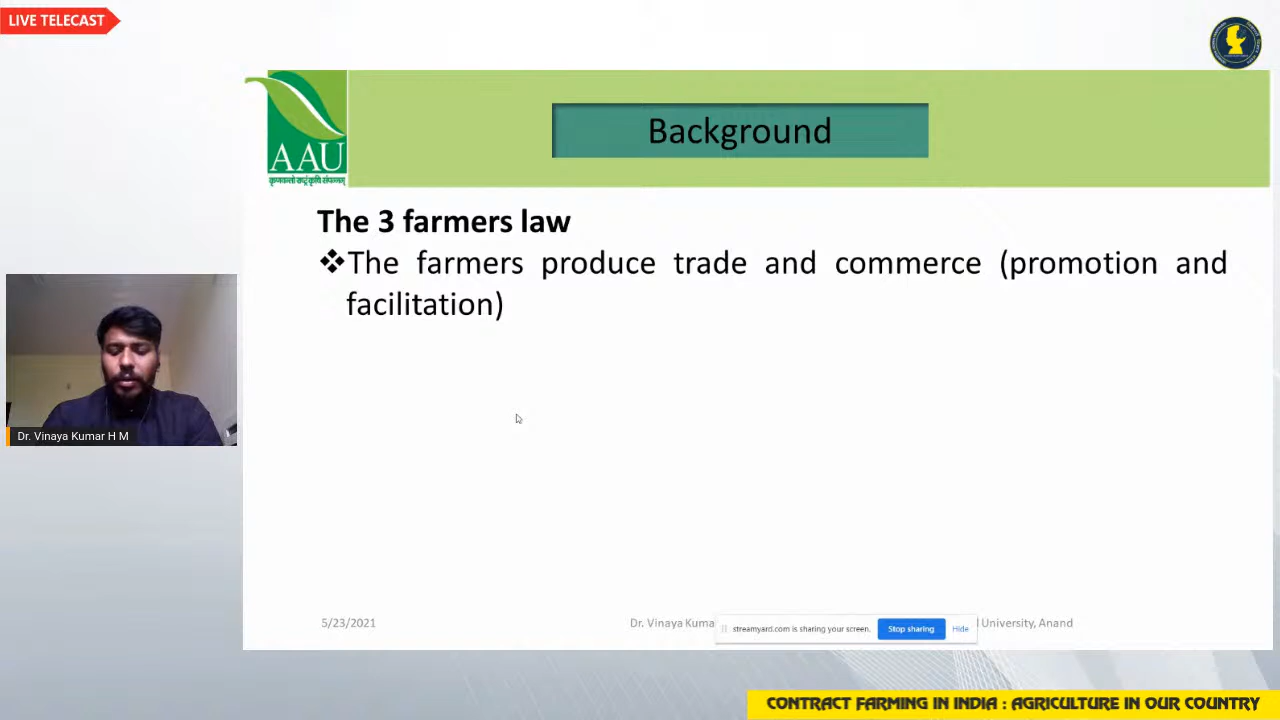 LIVE TELECAST
Background
AAU
The 3 farmers law
❖The farmers produce trade and commerce (promotion and
facilitation)
Dr. Vinaya Kumar H M
5/23/2021
Dr. Vinaya Kuma
streamyard.com is sharing your screen.
Stop sharing
Hide
University, Anand
CONTRACT FARMING IN INDIA : AGRICULTURE IN OUR COUNTRY